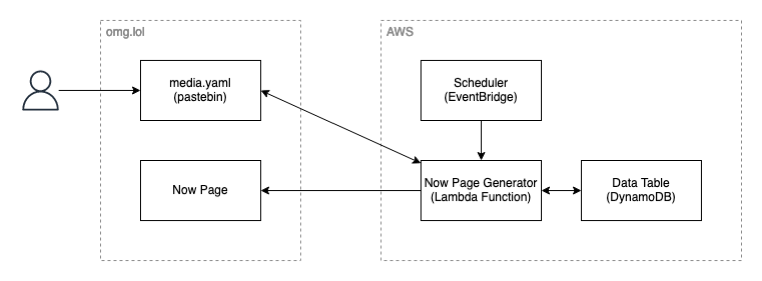 omg.lol
AWS
media.yaml
(pastebin)
Scheduler
(EventBridge)
Now Page
Now Page Generator
(Lambda Function)
Data Table
(DynamoDB)